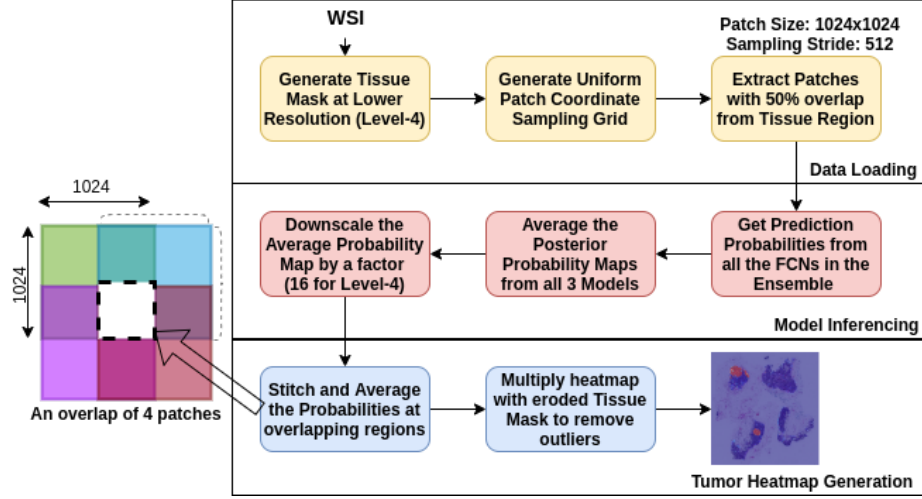 WSI
Patch Size: 1024x1024
Sampling Stride: 512
Generate Tissue
Mask at Lower
Resolution (Level-4)
Generate Uniform
Patch Coordinate
Sampling Grid
Extract Patches
with 50% overlap
from Tissue Region
Data Loading
Get Prediction
Probabilities from
all the FCNs in the
Ensemble
Average the
Posterior
Probability Maps
from all 3 Models
Downscale the
Average Probability
Map by a factor
(16 for Level-4)
Model Inferencing
1024
1024
An overlap of 4 patches
Stitch and Average
the Probabilities at
overlapping regions
Multiply heatmap
with eroded Tissue
Mask to remove
outliers
Tumor Heatmap Generation